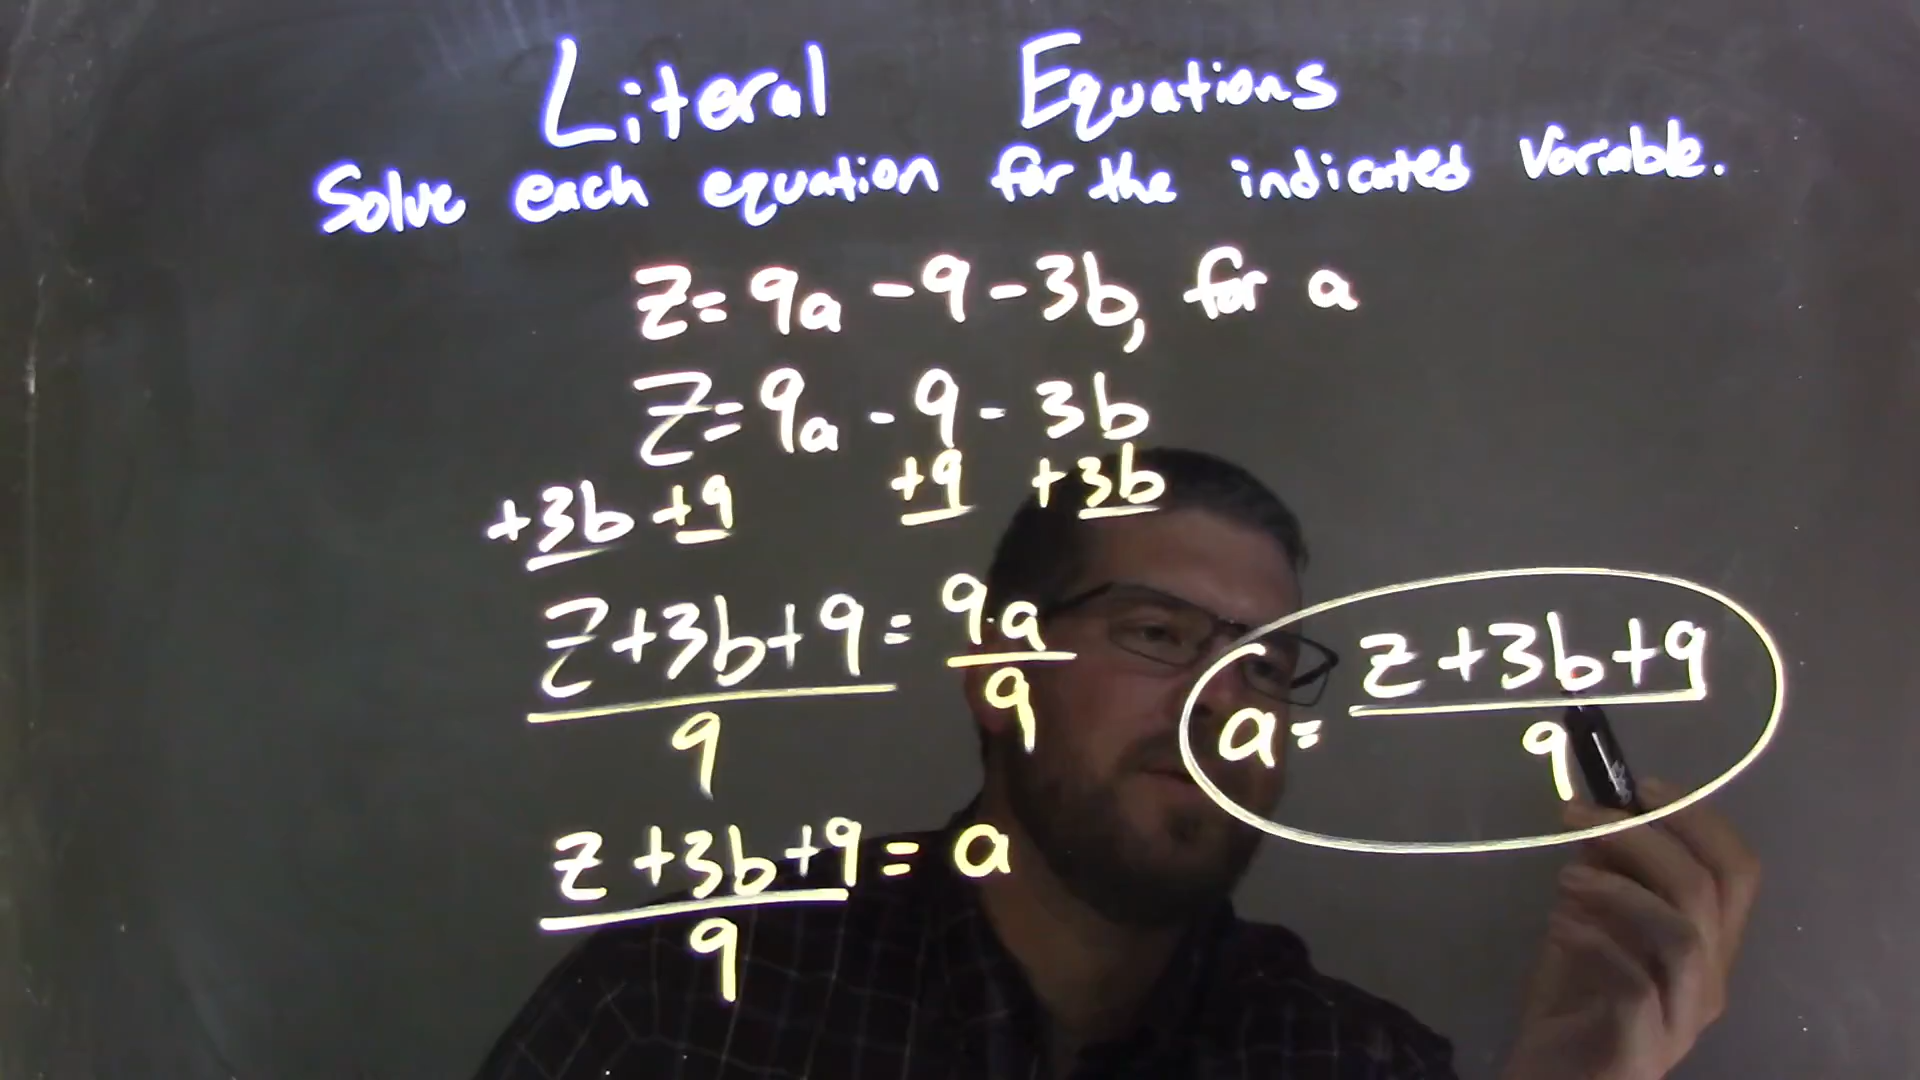 Literal Equations
Solve each equation for the indicated variable.
z = 9a - 9 - 3b, for a
z = 9a - 9 - 3b
+3b +9 +9 +3b
z + 3b + 9 = 9·a
9 9
z + 3b + 9 = a
9
a = z + 3b + 9
9